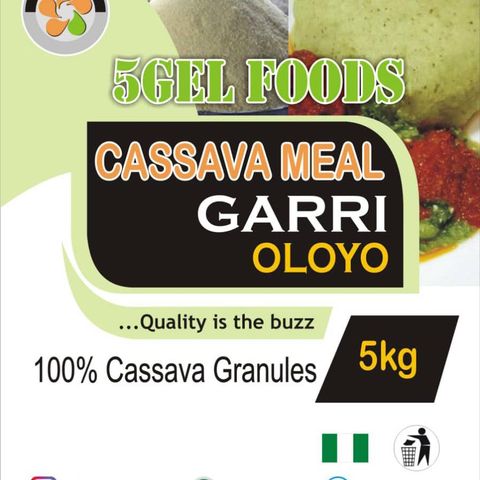 5GEL FOODS
CASSAVA MEAL
GARRI
OLOYO
...Quality is the buzz
100% Cassava Granules
5kg